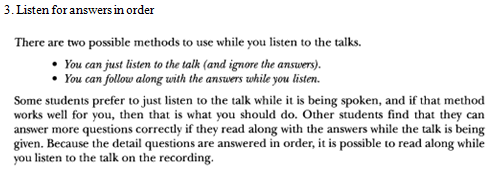 3. Listen for answers in order
There are two possible methods to use while you listen to the talks.
• You can just listen to the talk (and ignore the answers).
• You can follow along with the answers while you listen.
Some students prefer to just listen to the talk while it is being spoken, and if that method
works well for you, then that is what you should do. Other students find that they can
answer more questions correctly if they read along with the answers while the talk is being
given. Because the detail questions are answered in order, it is possible to read along while
you listen to the talk on the recording.